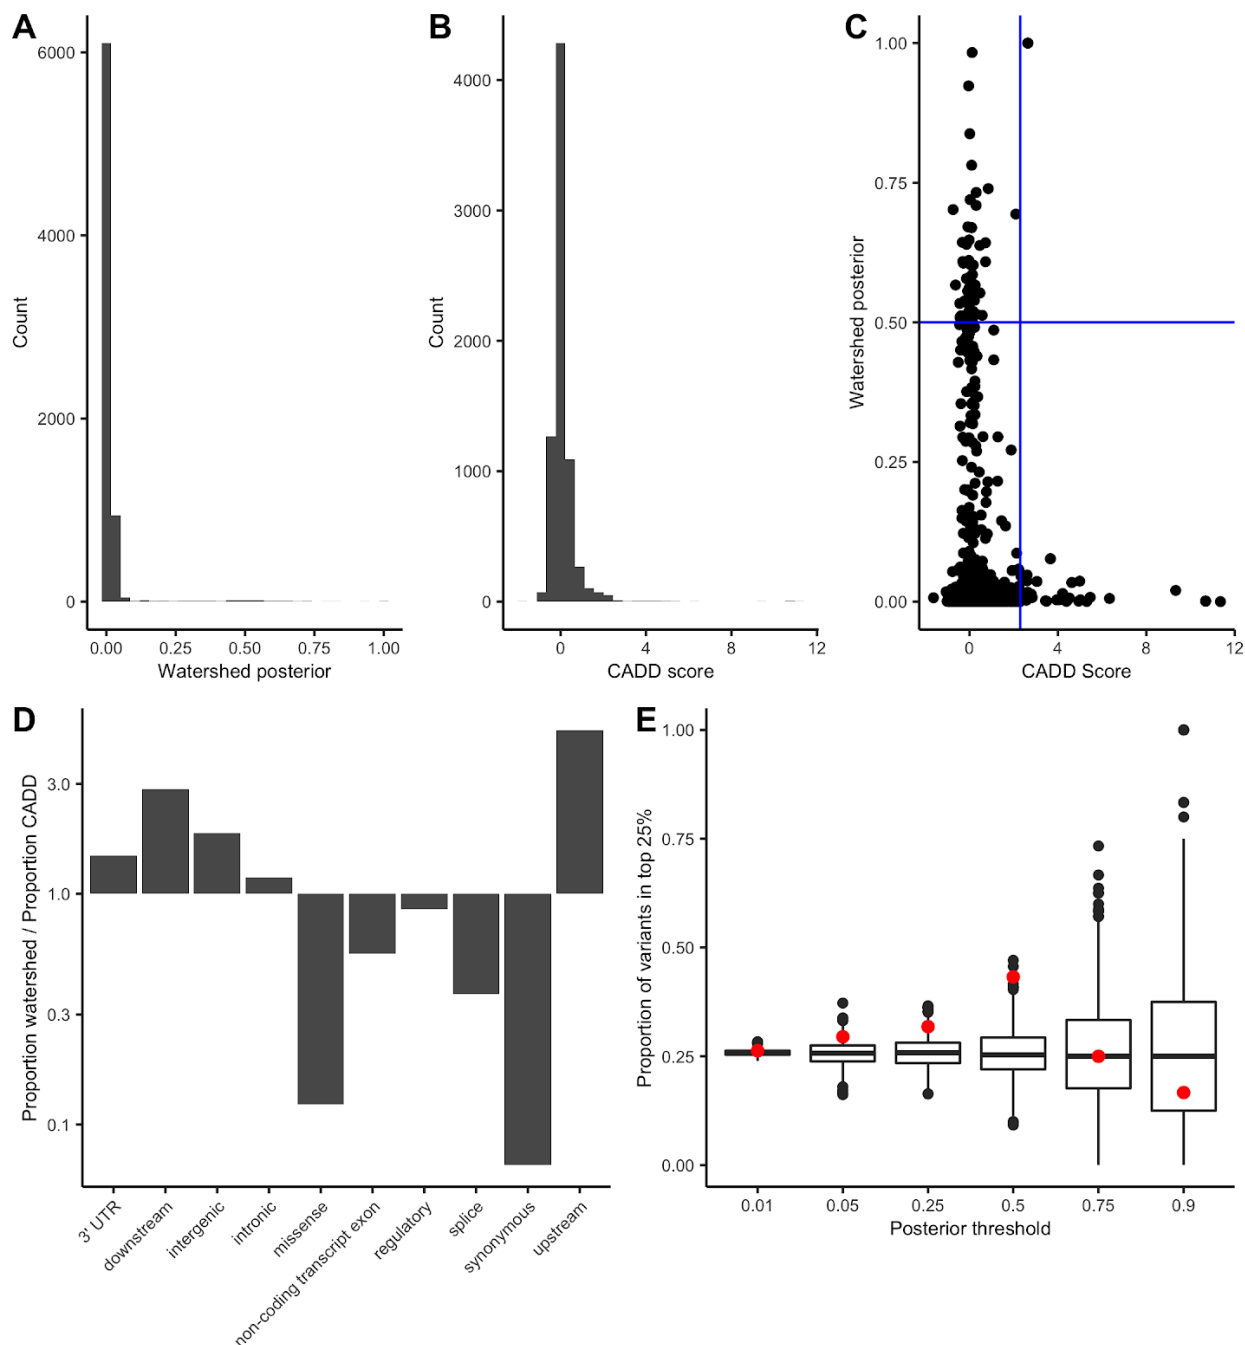 A
6000
4000
2000
0
Count
0.00
0.25
0.50
0.75
1.00
Watershed posterior
B
4000
3000
2000
1000
0
Count
0
4
8
12
CADD score
C
1.00
0.75
0.50
0.25
0.00
Watershed posterior
0
4
8
12
CADD Score
D
3.0
1.0
0.3
0.1
Proportion watershed / Proportion CADD
3' UTR
downstream
intergenic
intronic
missense
non-coding transcript exon
regulatory
splice
synonymous
upstream
E
1.00
0.75
0.50
0.25
0.00
Proportion of variants in top 25%
0.01
0.05
0.25
0.5
0.75
0.9
Posterior threshold